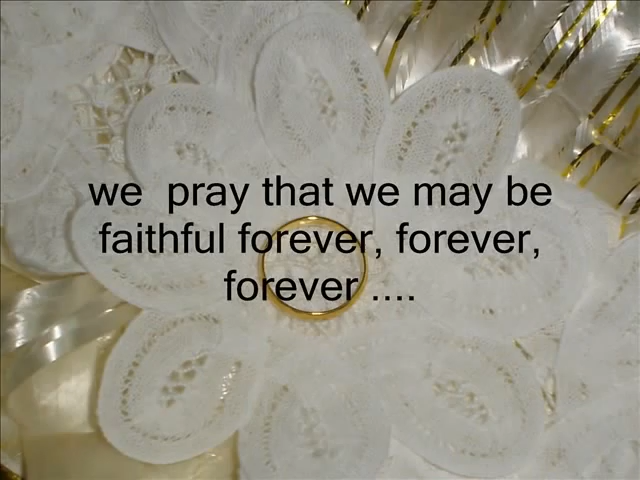 we  pray that we may be
faithful forever, forever,
forever ....